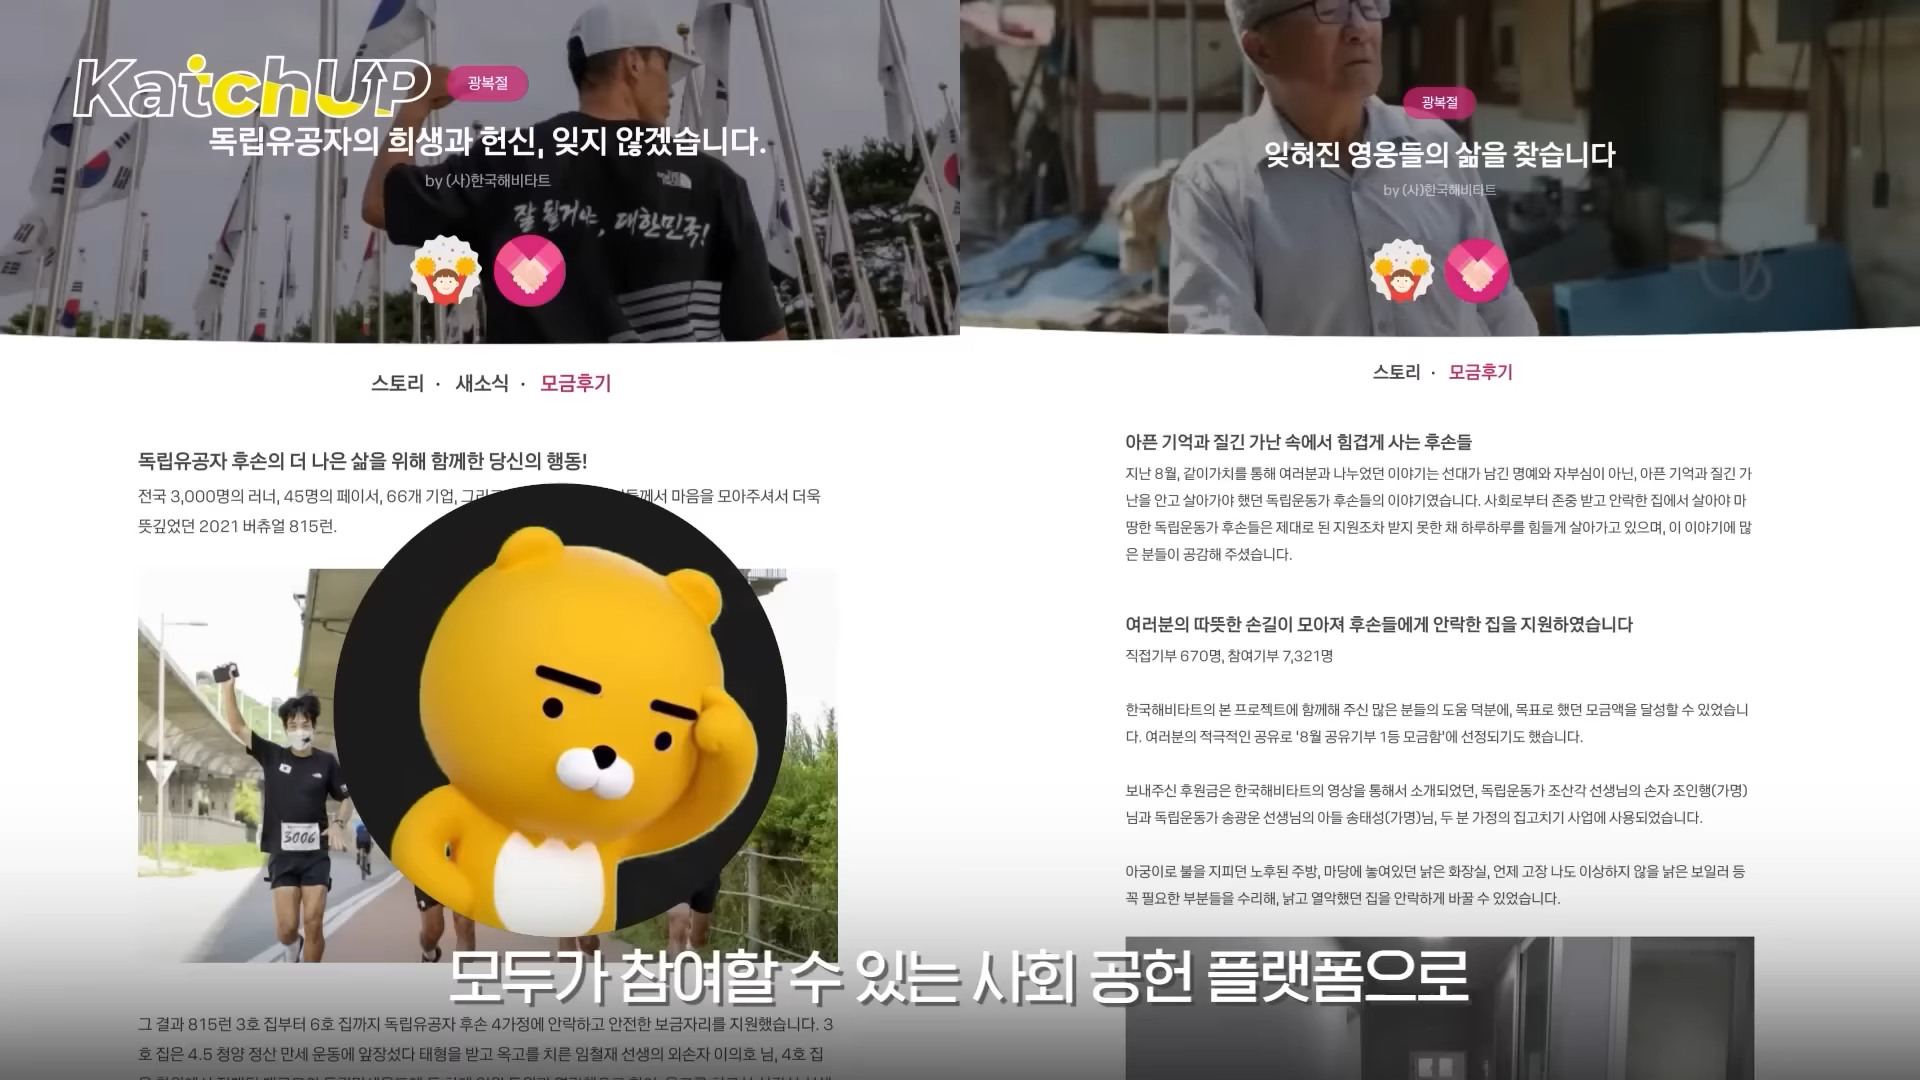 KatchUP
광복절
독립유공자의 희생과 헌신, 잊지 않겠습니다.
by (사)한국해비타트
잘 될거야, 대한민국!
스토리 · 새소식 · 모금후기
독립유공자 후손의 더 나은 삶을 위해 함께한 당신의 행동!
전국 3,000명의 러너, 45명의 페이서, 66개 기업, 마음을 모아주셔서 더욱
뜻깊었던 2021 버츄얼 815런.
3006
그 결과 815런 3호 집부터 6호 집까지 독립유공자 후손 4가정에 안락하고 안전한 보금자리를 지원했습니다. 3
호 집은 4.5 청양 정산 만세 운동에 앞장섰다 태형을 받고 옥고를 치른 임철재 선생의 외손자 이의호 님, 4호 집
광복절
잊혀진 영웅들의 삶을 찾습니다
by (사)한국해비타트
스토리 · 모금후기
아픈 기억과 질긴 가난 속에서 힘겹게 사는 후손들
지난 8월, 같이가치를 통해 여러분과 나누었던 이야기는 선대가 남긴 명예와 자부심이 아닌, 아픈 기억과 질긴 가
난을 안고 살아가야 했던 독립운동가 후손들의 이야기였습니다. 사회로부터 존중 받고 안락한 집에서 살아야 마
땅한 독립운동가 후손들은 제대로 된 지원조차 받지 못한 채 하루하루를 힘들게 살아가고 있으며, 이 이야기에 많
은 분들이 공감해 주셨습니다.
여러분의 따뜻한 손길이 모아져 후손들에게 안락한 집을 지원하였습니다
직접기부 670명, 참여기부 7,321명
한국해비타트의 본 프로젝트에 함께해 주신 많은 분들의 도움 덕분에, 목표로 했던 모금액을 달성할 수 있었습니
다. 여러분의 적극적인 공유로 '8월 공유기부 1등 모금함'에 선정되기도 했습니다.
보내주신 후원금은 한국해비타트의 영상을 통해서 소개되었던, 독립운동가 조산각 선생님의 손자 조인행(가명)
님과 독립운동가 송광운 선생님의 아들 송태성(가명)님, 두 분 가정의 집고치기 사업에 사용되었습니다.
아궁이로 불을 지피던 노후된 주방, 마당에 놓여있던 낡은 화장실, 언제 고장 나도 이상하지 않을 낡은 보일러 등
꼭 필요한 부분들을 수리해, 낡고 열악했던 집을 안락하게 바꿀 수 있었습니다.
모두가 참여할 수 있는 사회 공헌 플랫폼으로